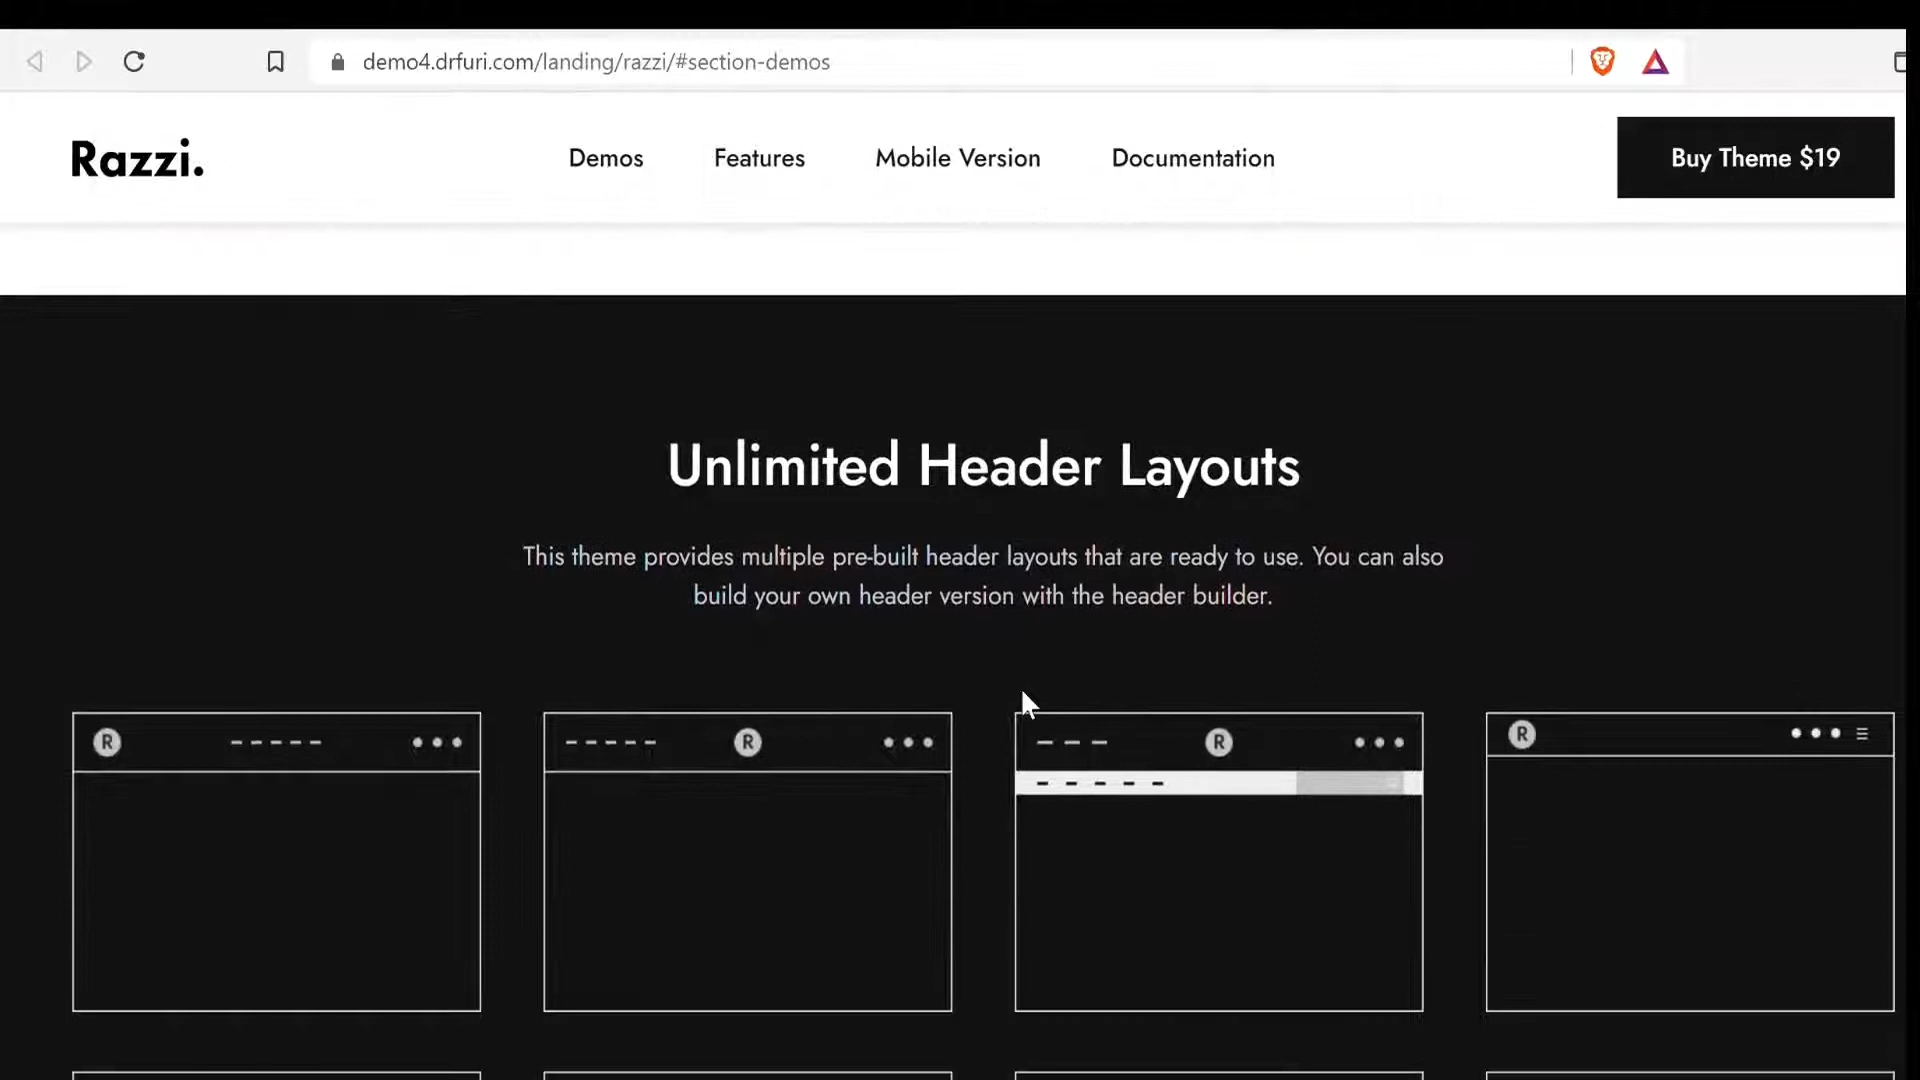 demo4.drfuri.com/landing/razzi/#section-demos
Razzi.
Demos
Features
Mobile Version
Documentation
Buy Theme $19
Unlimited Header Layouts
This theme provides multiple pre-built header layouts that are ready to use. You can also
build your own header version with the header builder.
R
R
R
R